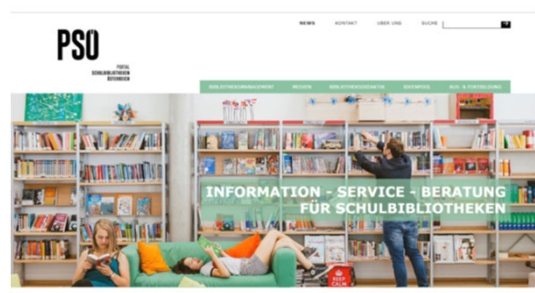 NEWS KONTAKT ÜBER UNS SUCHE
PSÖ
PORTAL
SCHULBIBLIOTHEKEN
ÖSTERREICH
BIBLIOTHEKSMANAGEMENT MEDIEN BIBLIOTHEKSDIDAKTIK IDEENPOOL AUS- & FORTBILDUNG
INFORMATION - SERVICE - BERATUNG
FÜR SCHULBIBLIOTHEKEN
KEEP
CALM